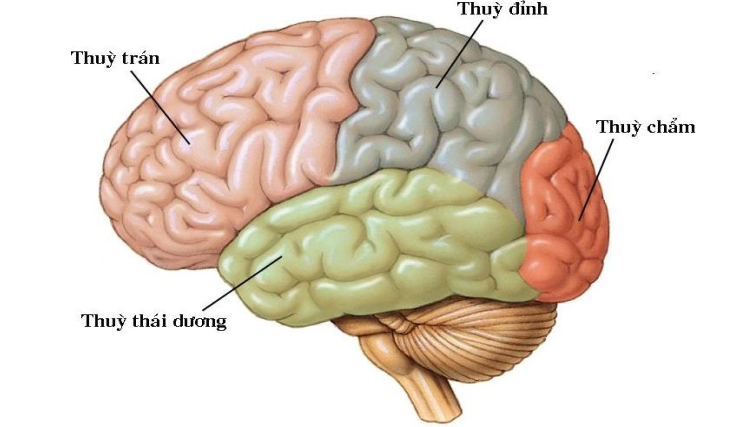 Thuỳ đỉnh
Thuỳ trán
Thuỳ chẩm
Thuỳ thái dương